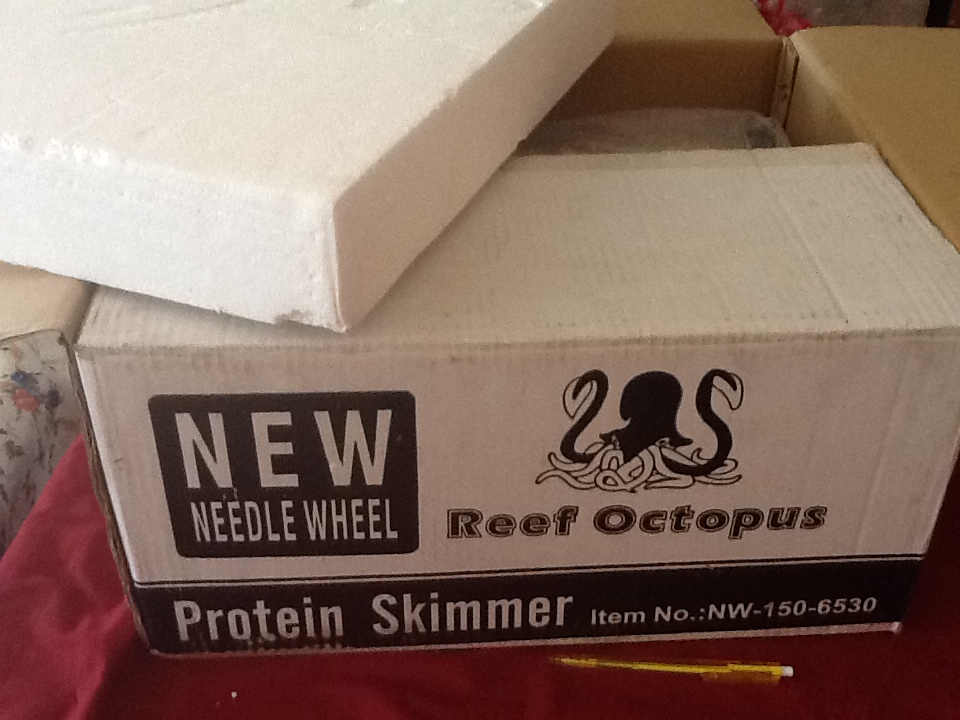 NEW
NEEDLE WHEEL
Reef Octopus
Protein Skimmer Item No.:NW-150-6530